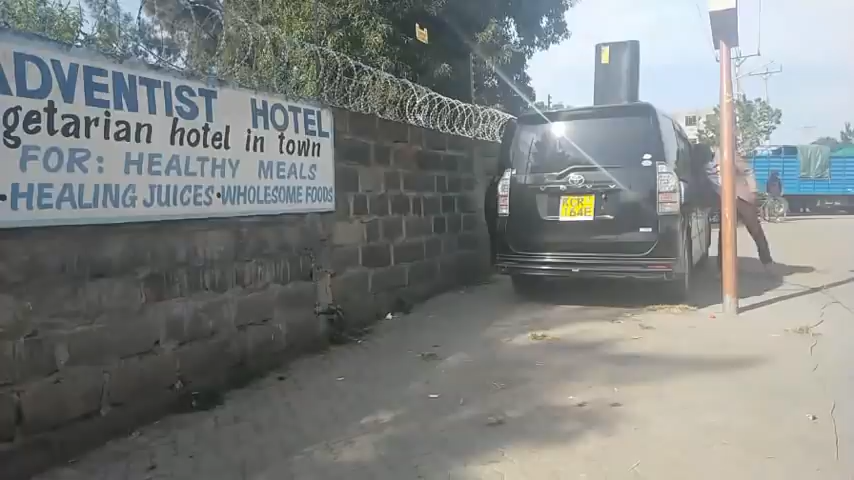 ADVENTIST HOTEL
getarian hotel in town
FOR: HEALTHY MEALS
HEALING JUICES • WHOLESOME FOODS
KCR
164E